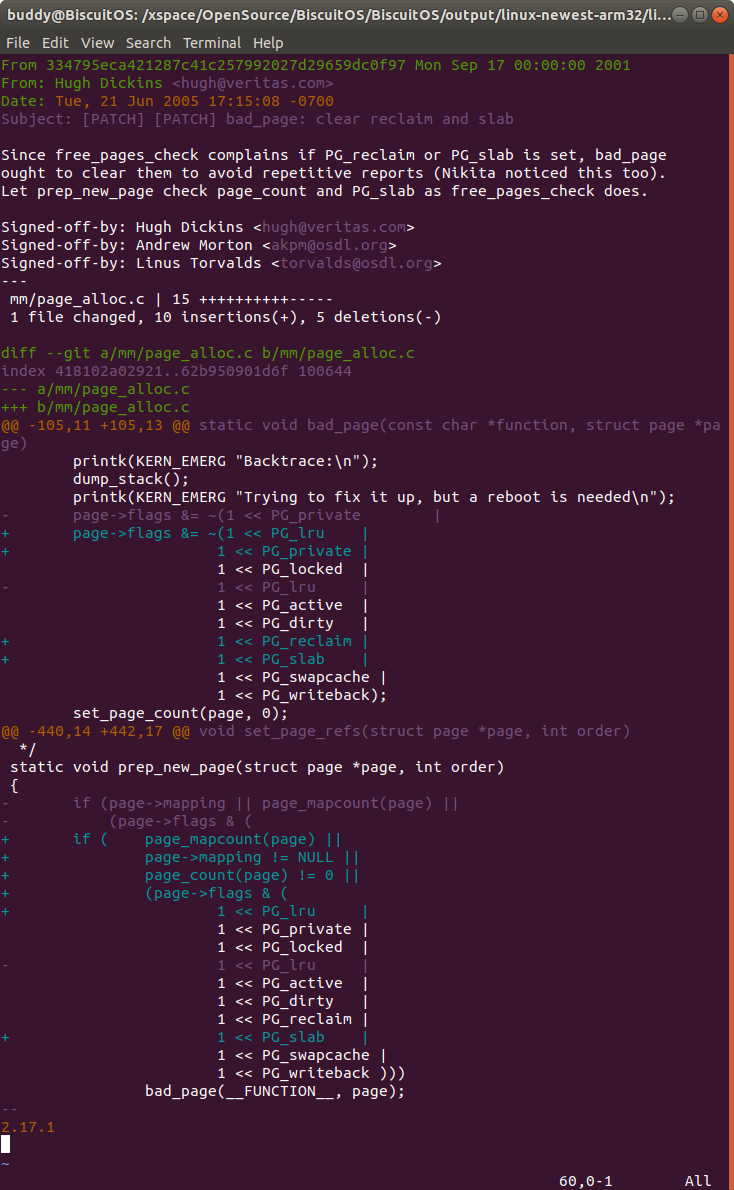 buddy@BiscuitOS: /xspace/OpenSource/BiscuitOS/BiscuitOS/output/linux-newest-arm32/li...
File Edit View Search Terminal Help
From 334795eca421287c41c257992027d29659dc0f97 Mon Sep 17 00:00:00 2001
From: Hugh Dickins <hugh@veritas.com>
Date: Tue, 21 Jun 2005 17:15:08 -0700
Subject: [PATCH] [PATCH] bad_page: clear reclaim and slab

Since free_pages_check complains if PG_reclaim or PG_slab is set, bad_page
ought to clear them to avoid repetitive reports (Nikita noticed this too).
Let prep_new_page check page_count and PG_slab as free_pages_check does.

Signed-off-by: Hugh Dickins <hugh@veritas.com>
Signed-off-by: Andrew Morton <akpm@osdl.org>
Signed-off-by: Linus Torvalds <torvalds@osdl.org>
---
 mm/page_alloc.c | 15 ++++++++++-----
 1 file changed, 10 insertions(+), 5 deletions(-)

diff --git a/mm/page_alloc.c b/mm/page_alloc.c
index 418102a02921..62b950901d6f 100644
--- a/mm/page_alloc.c
+++ b/mm/page_alloc.c
@@ -105,11 +105,13 @@ static void bad_page(const char *function, struct page *pa
ge)
        printk(KERN_EMERG "Backtrace:\n");
        dump_stack();
        printk(KERN_EMERG "Trying to fix it up, but a reboot is needed\n");
-       page->flags &= ~(1 << PG_private        |
+       page->flags &= ~(1 << PG_lru    |
+                       1 << PG_private |
                        1 << PG_locked  |
-                       1 << PG_lru     |
                        1 << PG_active  |
                        1 << PG_dirty   |
+                       1 << PG_reclaim |
+                       1 << PG_slab    |
                        1 << PG_swapcache |
                        1 << PG_writeback);
        set_page_count(page, 0);
@@ -440,14 +442,17 @@ void set_page_refs(struct page *page, int order)
  */
 static void prep_new_page(struct page *page, int order)
 {
-       if (page->mapping || page_mapcount(page) ||
-           (page->flags & (
+       if (    page_mapcount(page) ||
+               page->mapping != NULL ||
+               page_count(page) != 0 ||
+               (page->flags & (
+                       1 << PG_lru     |
                        1 << PG_private |
                        1 << PG_locked  |
-                       1 << PG_lru     |
                        1 << PG_active  |
                        1 << PG_dirty   |
                        1 << PG_reclaim |
+                       1 << PG_slab    |
                        1 << PG_swapcache |
                        1 << PG_writeback )))
                bad_page(__FUNCTION__, page);
--
2.17.1
~
60,0-1 All